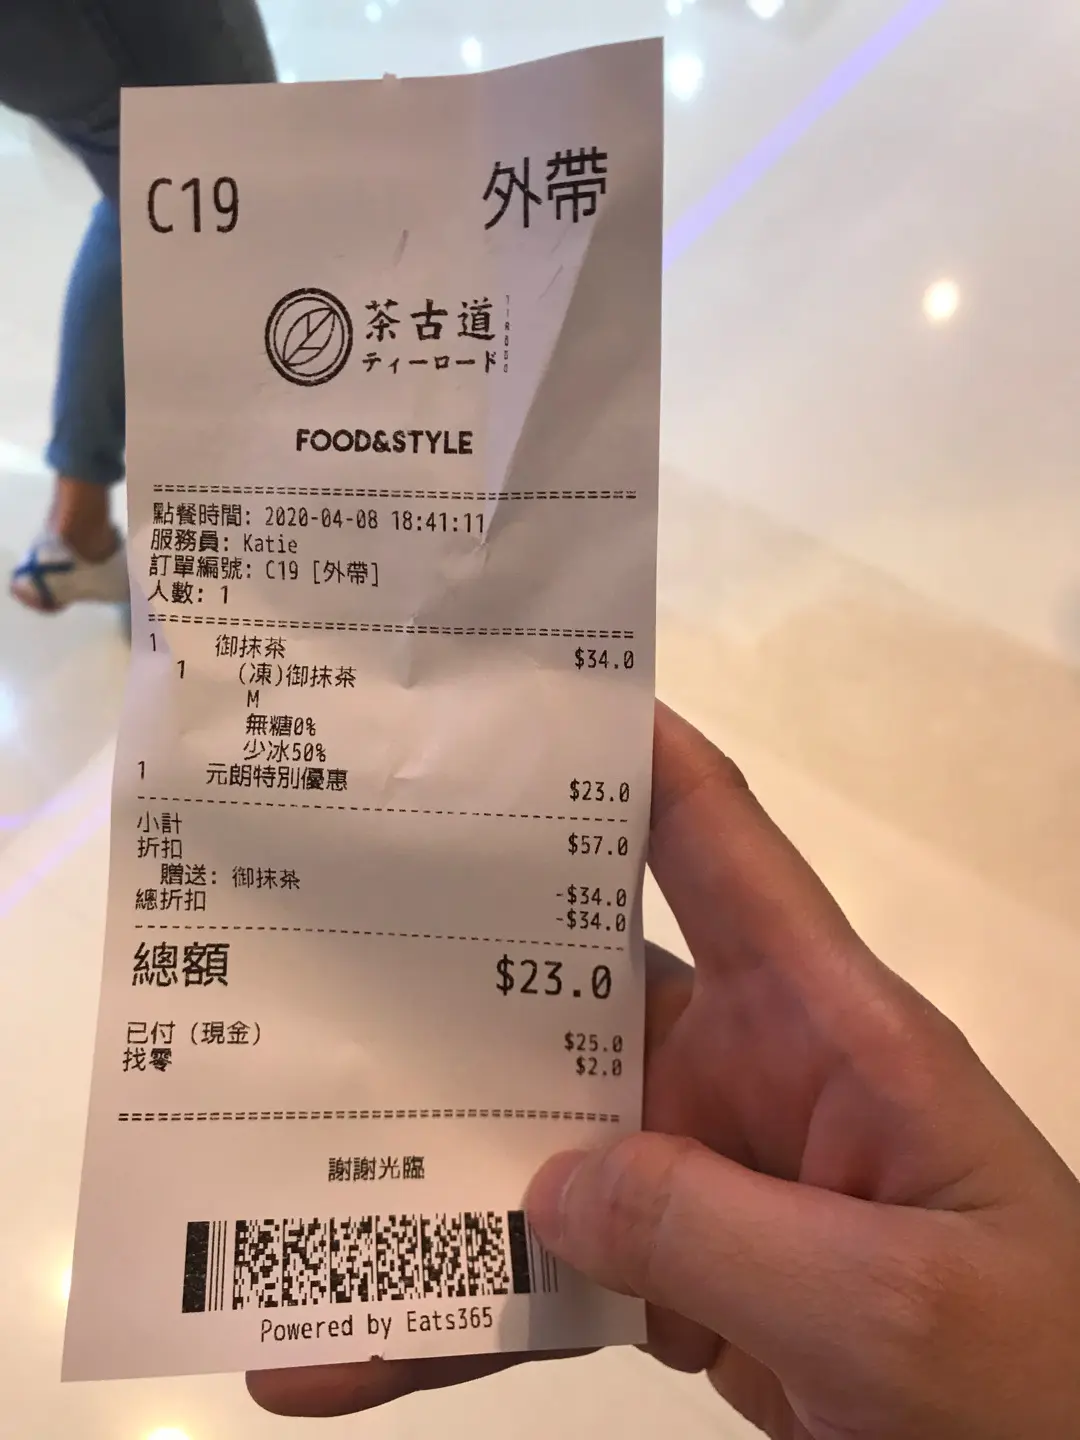 C19 外帶
茶古道
ティーロード
FOOD&STYLE
點餐時間: 2020-04-08 18:41:11
服務員: Katie
訂單編號: C19 [外帶]
人數: 1
1 御抹茶 $34.0
1 (凍)御抹茶
M
無糖0%
少冰50%
1 元朗特別優惠 $23.0
小計 $57.0
折扣
贈送: 御抹茶 -$34.0
總折扣 -$34.0
總額 $23.0
已付 (現金) $25.0
找零 $2.0
謝謝光臨
Powered by Eats365